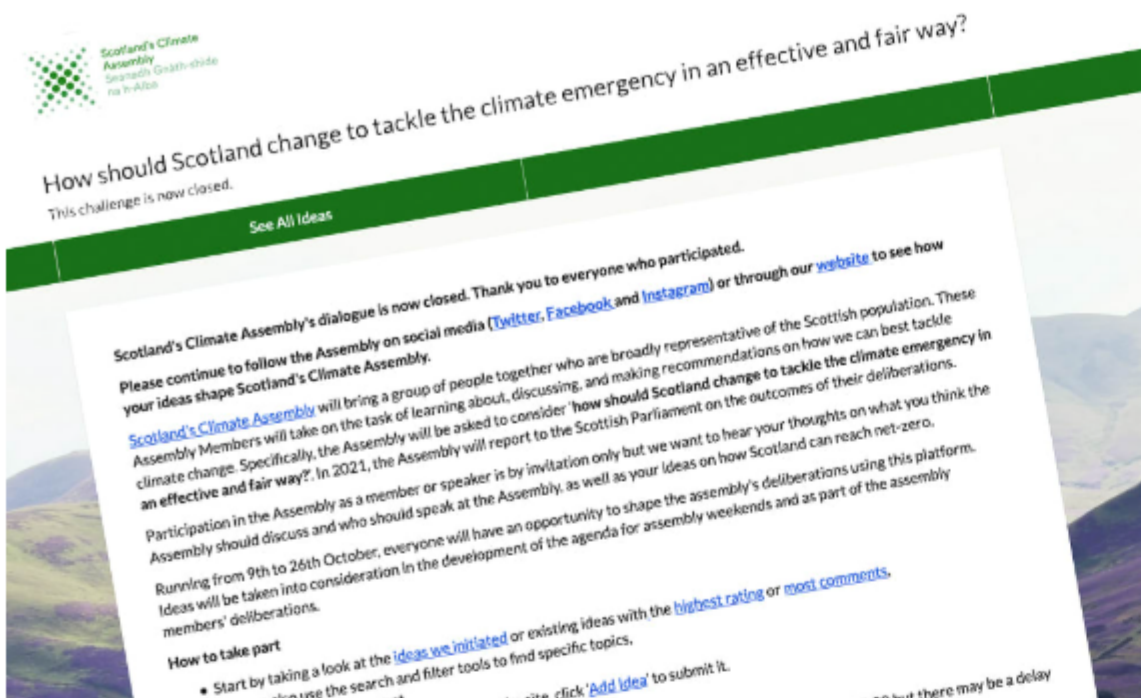 Scotland's Climate
Assembly
Seanadh Gnàth-shìde
na h-Alba
How should Scotland change to tackle the climate emergency in an effective and fair way?
This challenge is now closed.
See All Ideas
Scotland's Climate Assembly's dialogue is now closed. Thank you to everyone who participated.
Please continue to follow the Assembly on social media (Twitter, Facebook and Instagram) or through our website to see how
your ideas shape Scotland's Climate Assembly.
Scotland's Climate Assembly will bring a group of people together who are broadly representative of the Scottish population. These
Assembly Members will take on the task of learning about, discussing, and making recommendations on how we can best tackle
climate change. Specifically, the Assembly will be asked to consider 'how should Scotland change to tackle the climate emergency in
an effective and fair way?'. In 2021, the Assembly will report to the Scottish Parliament on the outcomes of their deliberations.
Participation in the Assembly as a member or speaker is by invitation only but we want to hear your thoughts on what you think the
Assembly should discuss and who should speak at the Assembly, as well as your ideas on how Scotland can reach net-zero.
Running from 9th to 26th October, everyone will have an opportunity to shape the assembly's deliberations using this platform.
Ideas will be taken into consideration in the development of the agenda for assembly weekends and as part of the assembly
members' deliberations.
How to take part
• Start by taking a look at the ideas we initiated or existing ideas with the highest rating or most comments.
use the search and filter tools to find specific topics.
site, click 'Add Idea' to submit it.
but there may be a delay